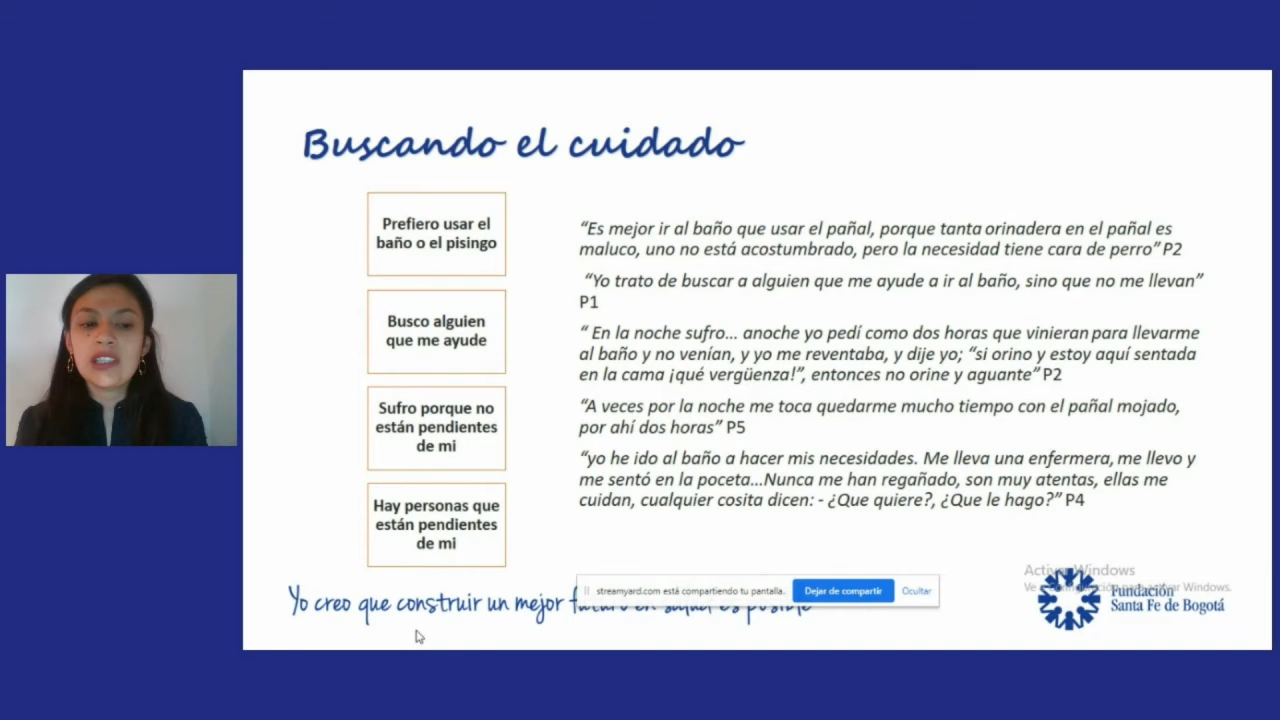 Buscando el cuidado
Prefiero usar el
baño o el pisingo
Busco alguien
que me ayude
Sufro porque no
están pendientes
de mi
Hay personas que
están pendientes
de mi
“Es mejor ir al baño que usar el pañal, porque tanta orinadera en el pañal es
maluco, uno no está acostumbrado, pero la necesidad tiene cara de perro” P2
“Yo trato de buscar a alguien que me ayude a ir al baño, sino que no me llevan”
P1
“ En la noche sufro... anoche yo pedí como dos horas que vinieran para llevarme
al baño y no venían, y yo me reventaba, y dije yo; “si orino y estoy aquí sentada
en la cama ¡qué vergüenza!”, entonces no orine y aguante” P2
“A veces por la noche me toca quedarme mucho tiempo con el pañal mojado,
por ahí dos horas” P5
“yo he ido al baño a hacer mis necesidades. Me lleva una enfermera, me llevo y
me sentó en la poceta...Nunca me han regañado, son muy atentas, ellas me
cuidan, cualquier cosita dicen: - ¿Que quiere?, ¿Que le hago?” P4
Yo creo que construir un mejor futuro en salud es posible
streamyard.com está compartiendo tu pantalla.
Dejar de compartir
Ocultar
Activar Windows
Ve a Configuración para activar Windows.
Fundación
Santa Fe de Bogotá